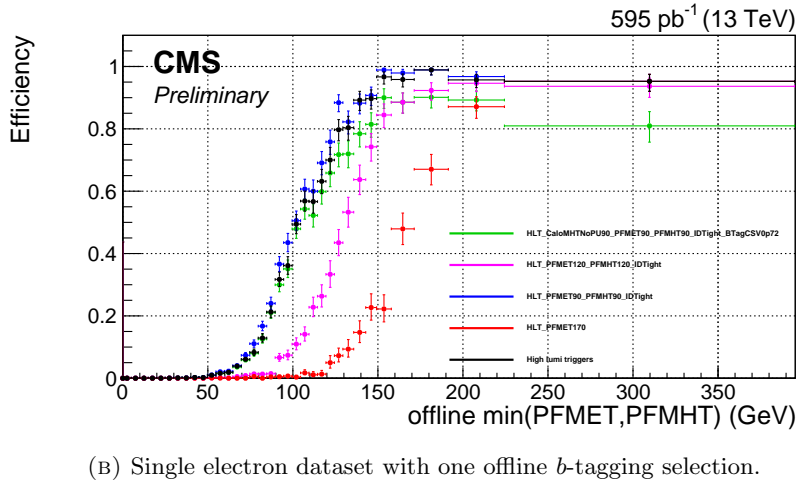 595 pb⁻¹ (13 TeV)
Efficiency
CMS
Preliminary
1
0.8
0.6
0.4
0.2
0
HLT_CaloMHTNoPU90_PFMET90_PFMHT90_IDTight_BTagCSV0p72
HLT_PFMET120_PFMHT120_IDTight
HLT_PFMET90_PFMHT90_IDTight
HLT_PFMET170
High lumi triggers
0 50 100 150 200 250 300 350
offline min(PFMET,PFMHT) (GeV)
(B) Single electron dataset with one offline b-tagging selection.